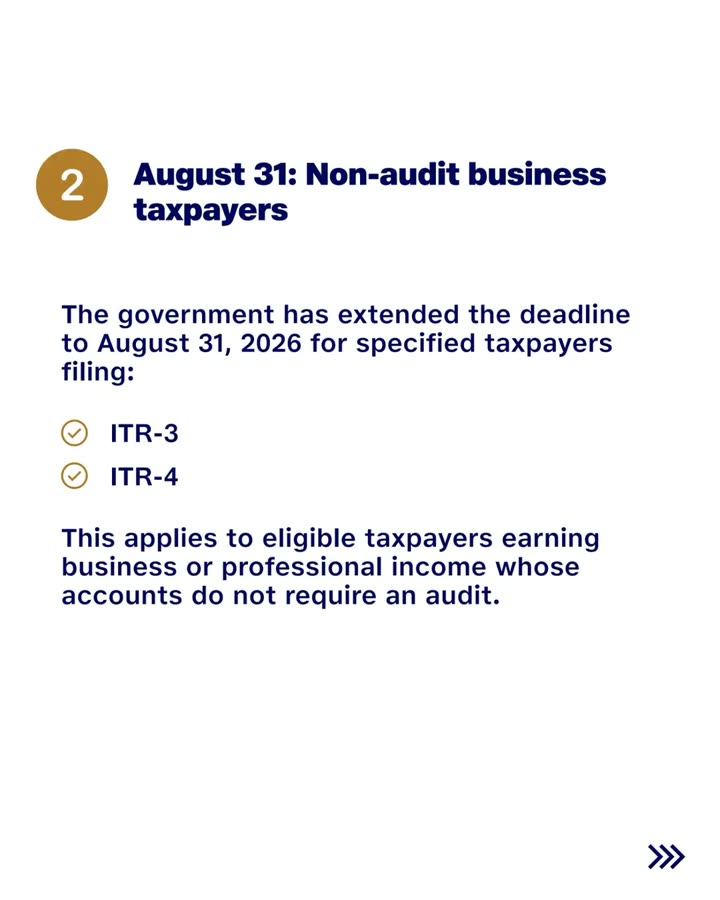 2
August 31: Non-audit business
taxpayers
The government has extended the deadline
to August 31, 2026 for specified taxpayers
filing:
ITR-3
ITR-4
This applies to eligible taxpayers earning
business or professional income whose
accounts do not require an audit.